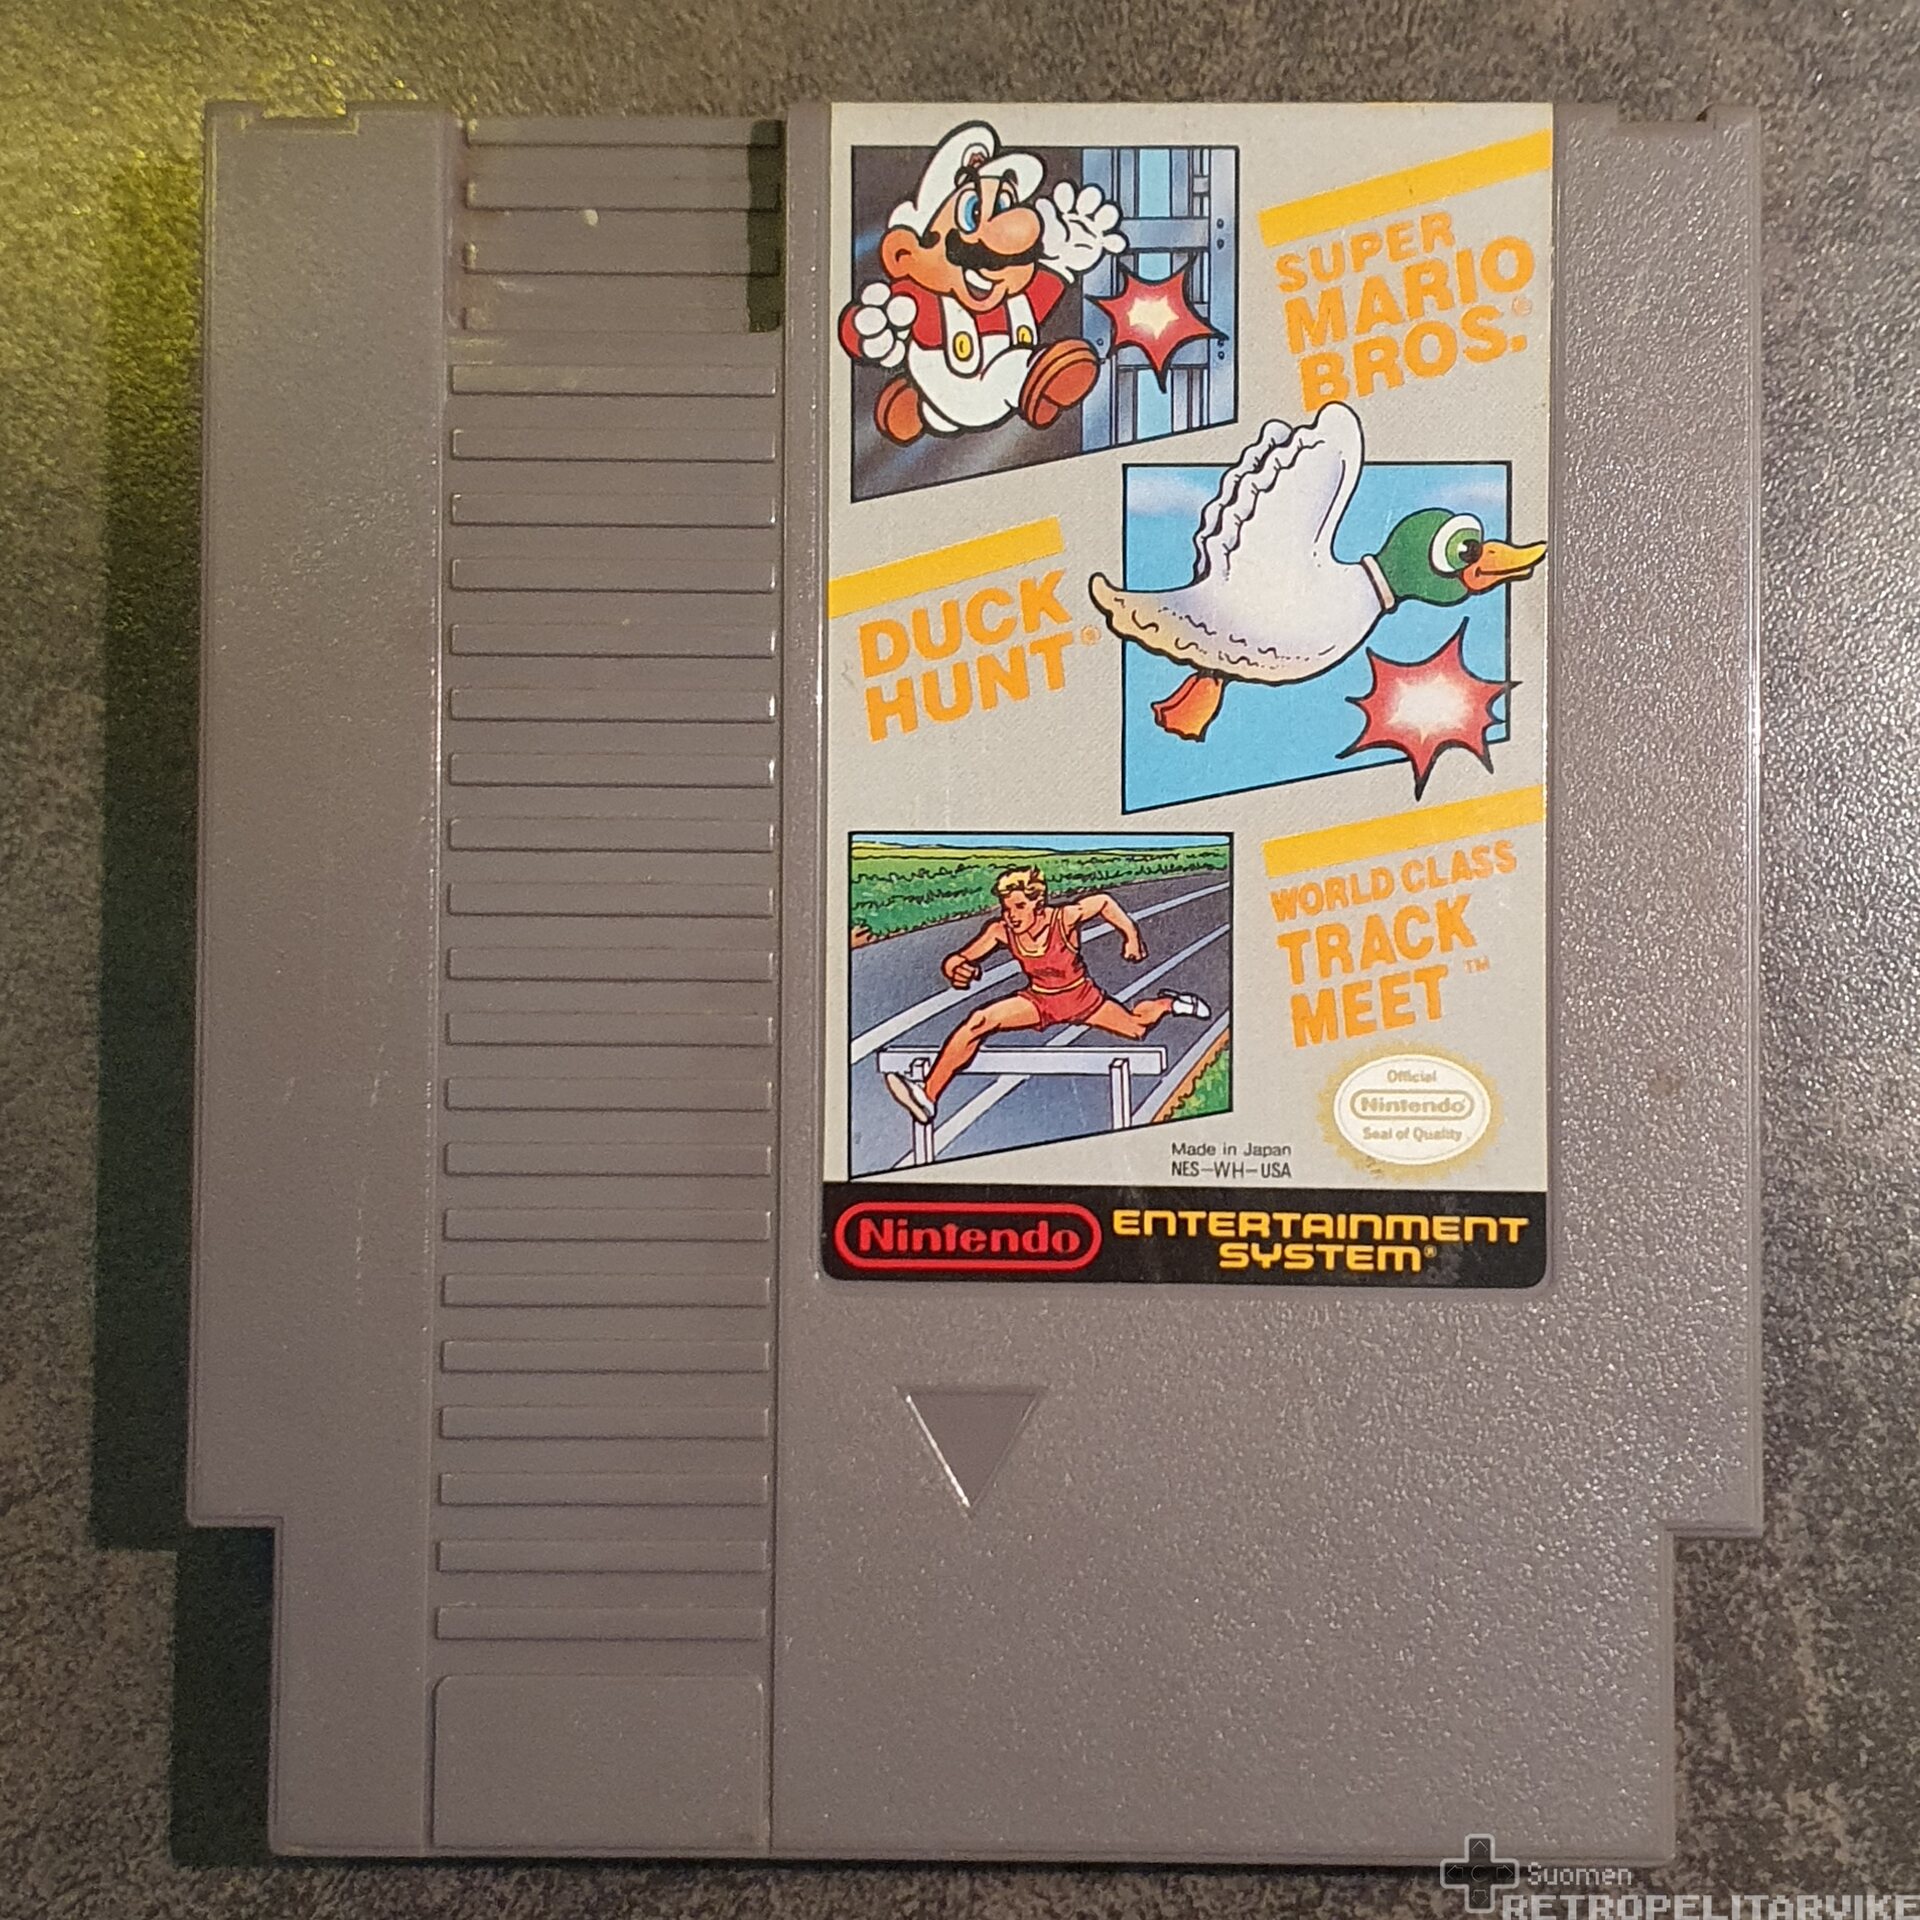 SUPER
MARIO
BROS.®
DUCK
HUNT®
WORLD CLASS
TRACK
MEET™
Official
Nintendo®
Seal of Quality
Made in Japan
NES-WH-USA
Nintendo
ENTERTAINMENT
SYSTEM®
Suomen
RETROPELITARVIKE